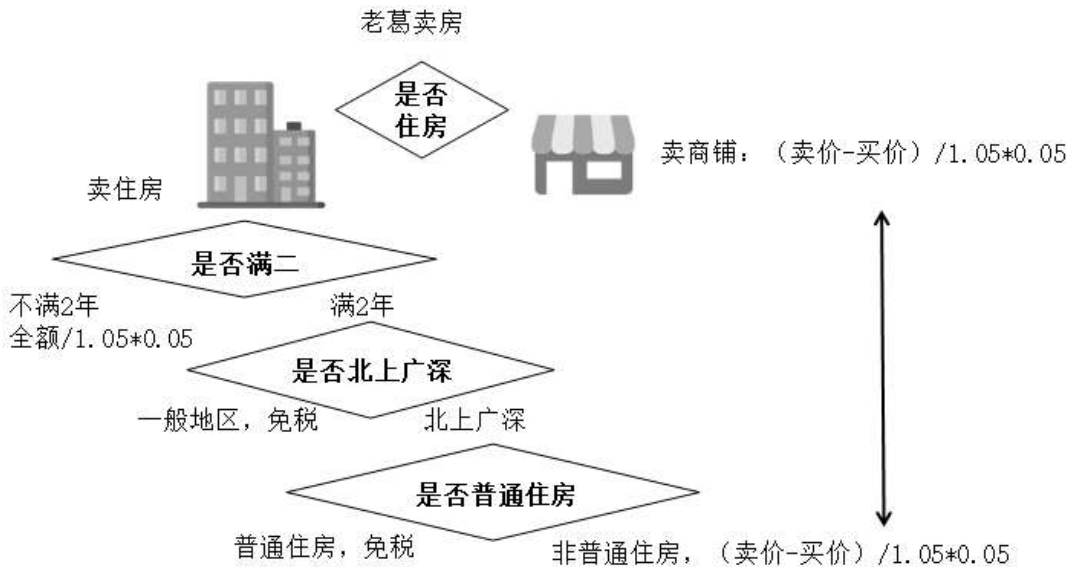 老葛卖房
是否
住房
卖商铺：（卖价-买价）/1.05*0.05
卖住房
是否满二
不满2年
全额/1.05*0.05
满2年
是否北上广深
一般地区，免税
北上广深
是否普通住房
普通住房，免税
非普通住房，（卖价-买价）/1.05*0.05